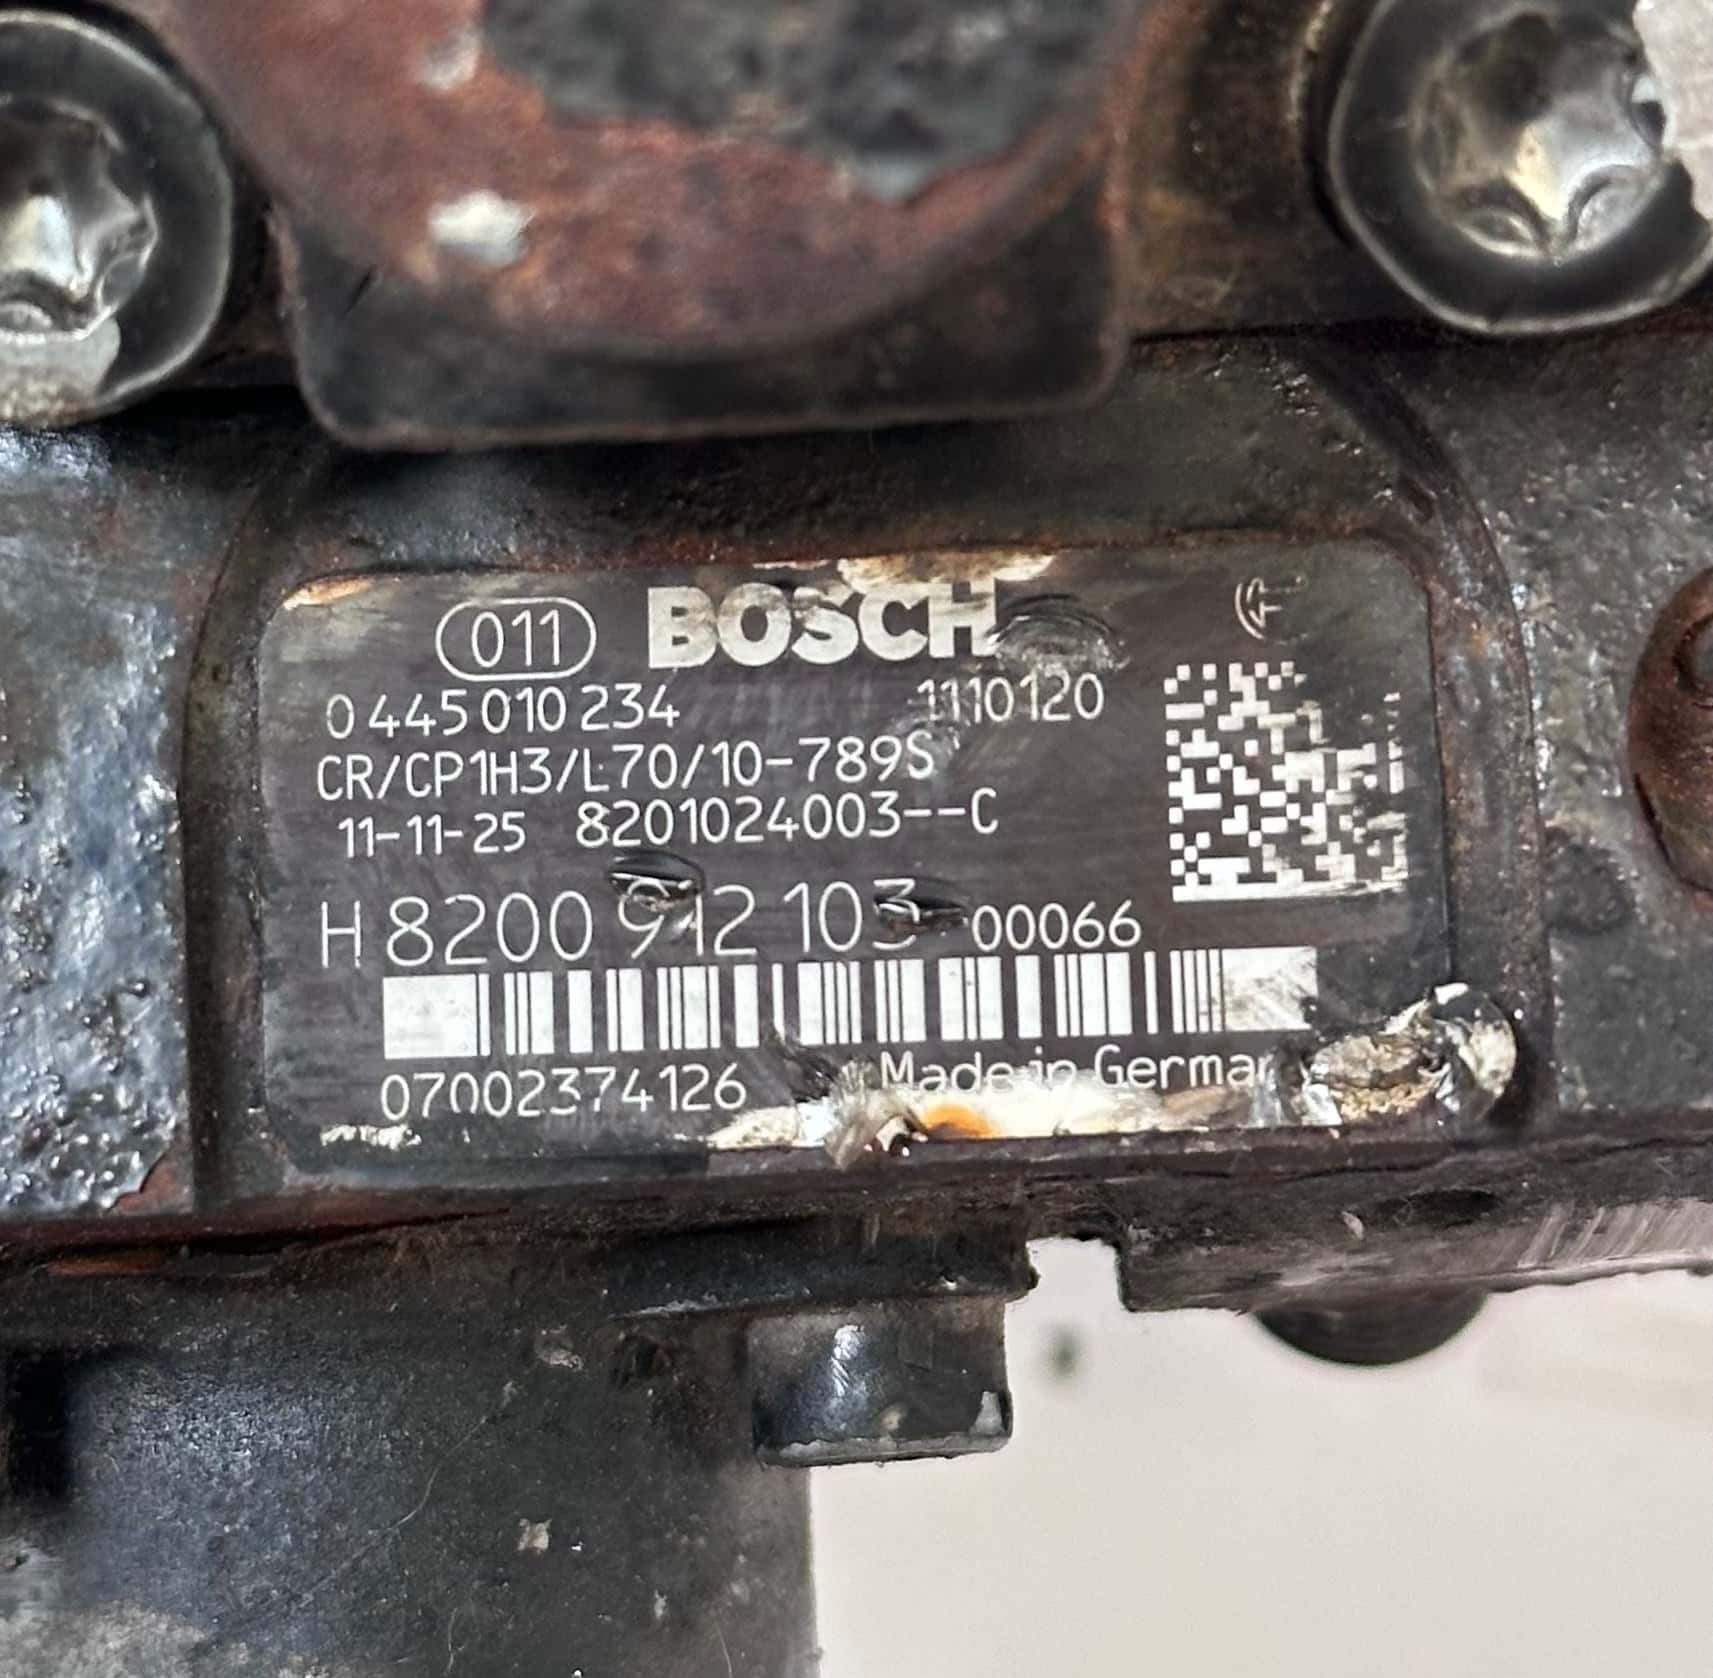 011 BOSCH
0 445 010 234 1110120
CR/CP1H3/L70/10-789S
11-11-25 8201024003--C
H 8200 912 103 00066
07002374126 Made in German